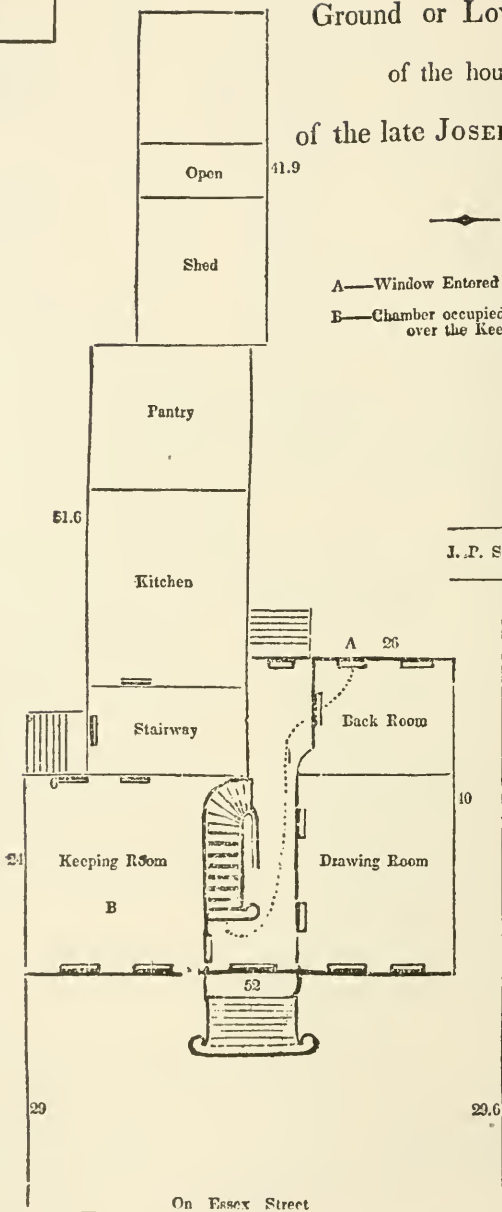 Ground or Lo
of the hou
of the late JOSE
Open
41.9
Shed
A—Window Entered
B—Chamber occupied
over the Kee
Pantry
51.6
Kitchen
J. P. S
A 26
Stairway
Back Room
6
40
24
Keeping Room
Drawing Room
B
52
29
29.6
On Essex Street